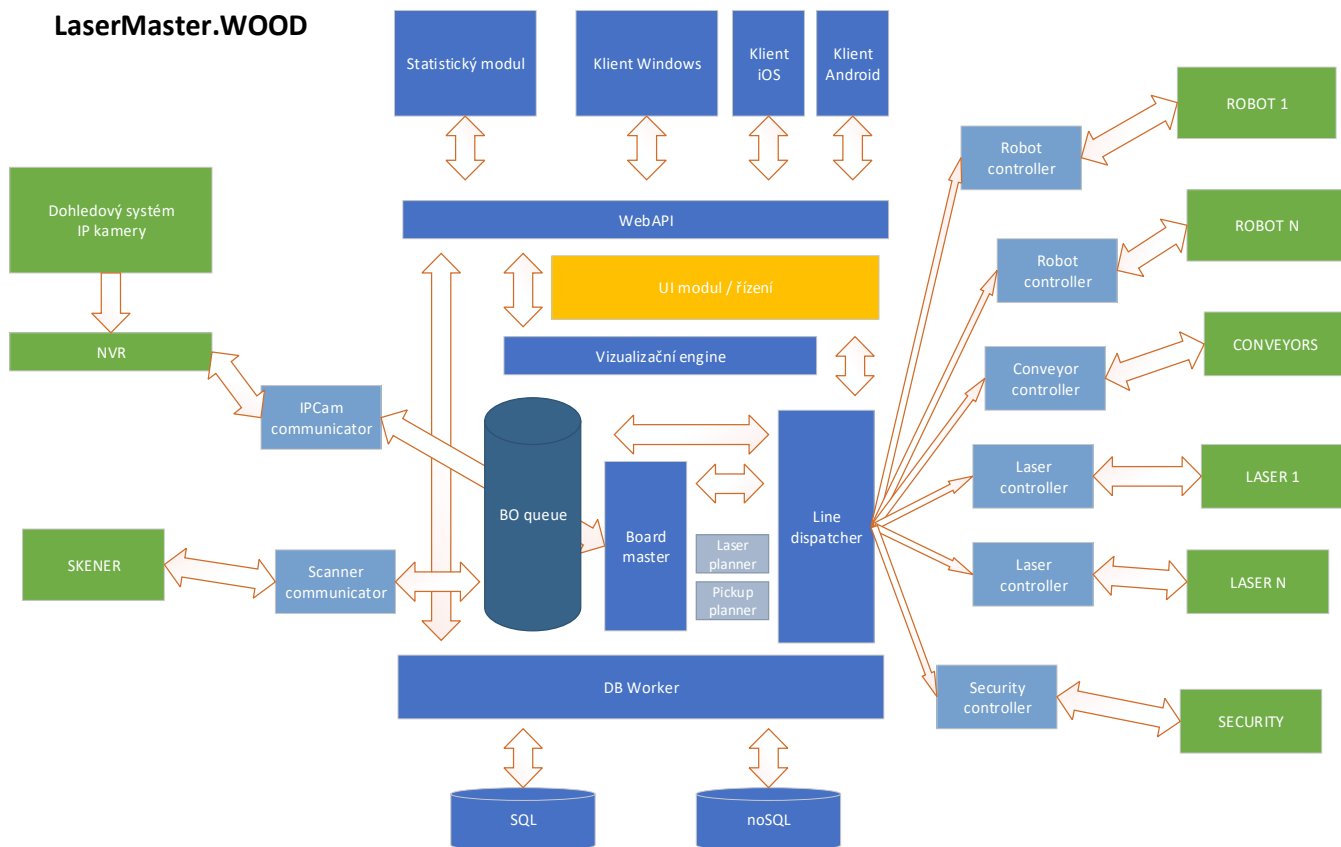 LaserMaster.WOOD
Statistický modul
Klient Windows
Klient
iOS
Klient
Android
ROBOT 1
Robot
controller
Dohledový systém
IP kamery
WebAPI
ROBOT N
Robot
controller
UI modul / řízení
NVR
Vizualizační engine
CONVEYORS
Conveyor
controller
IPCam
communicator
Laser
controller
LASER 1
BO queue
Board
master
Line
dispatcher
Laser
planner
Pickup
planner
SKENER
Scanner
communicator
Laser
controller
LASER N
DB Worker
Security
controller
SECURITY
SQL
noSQL